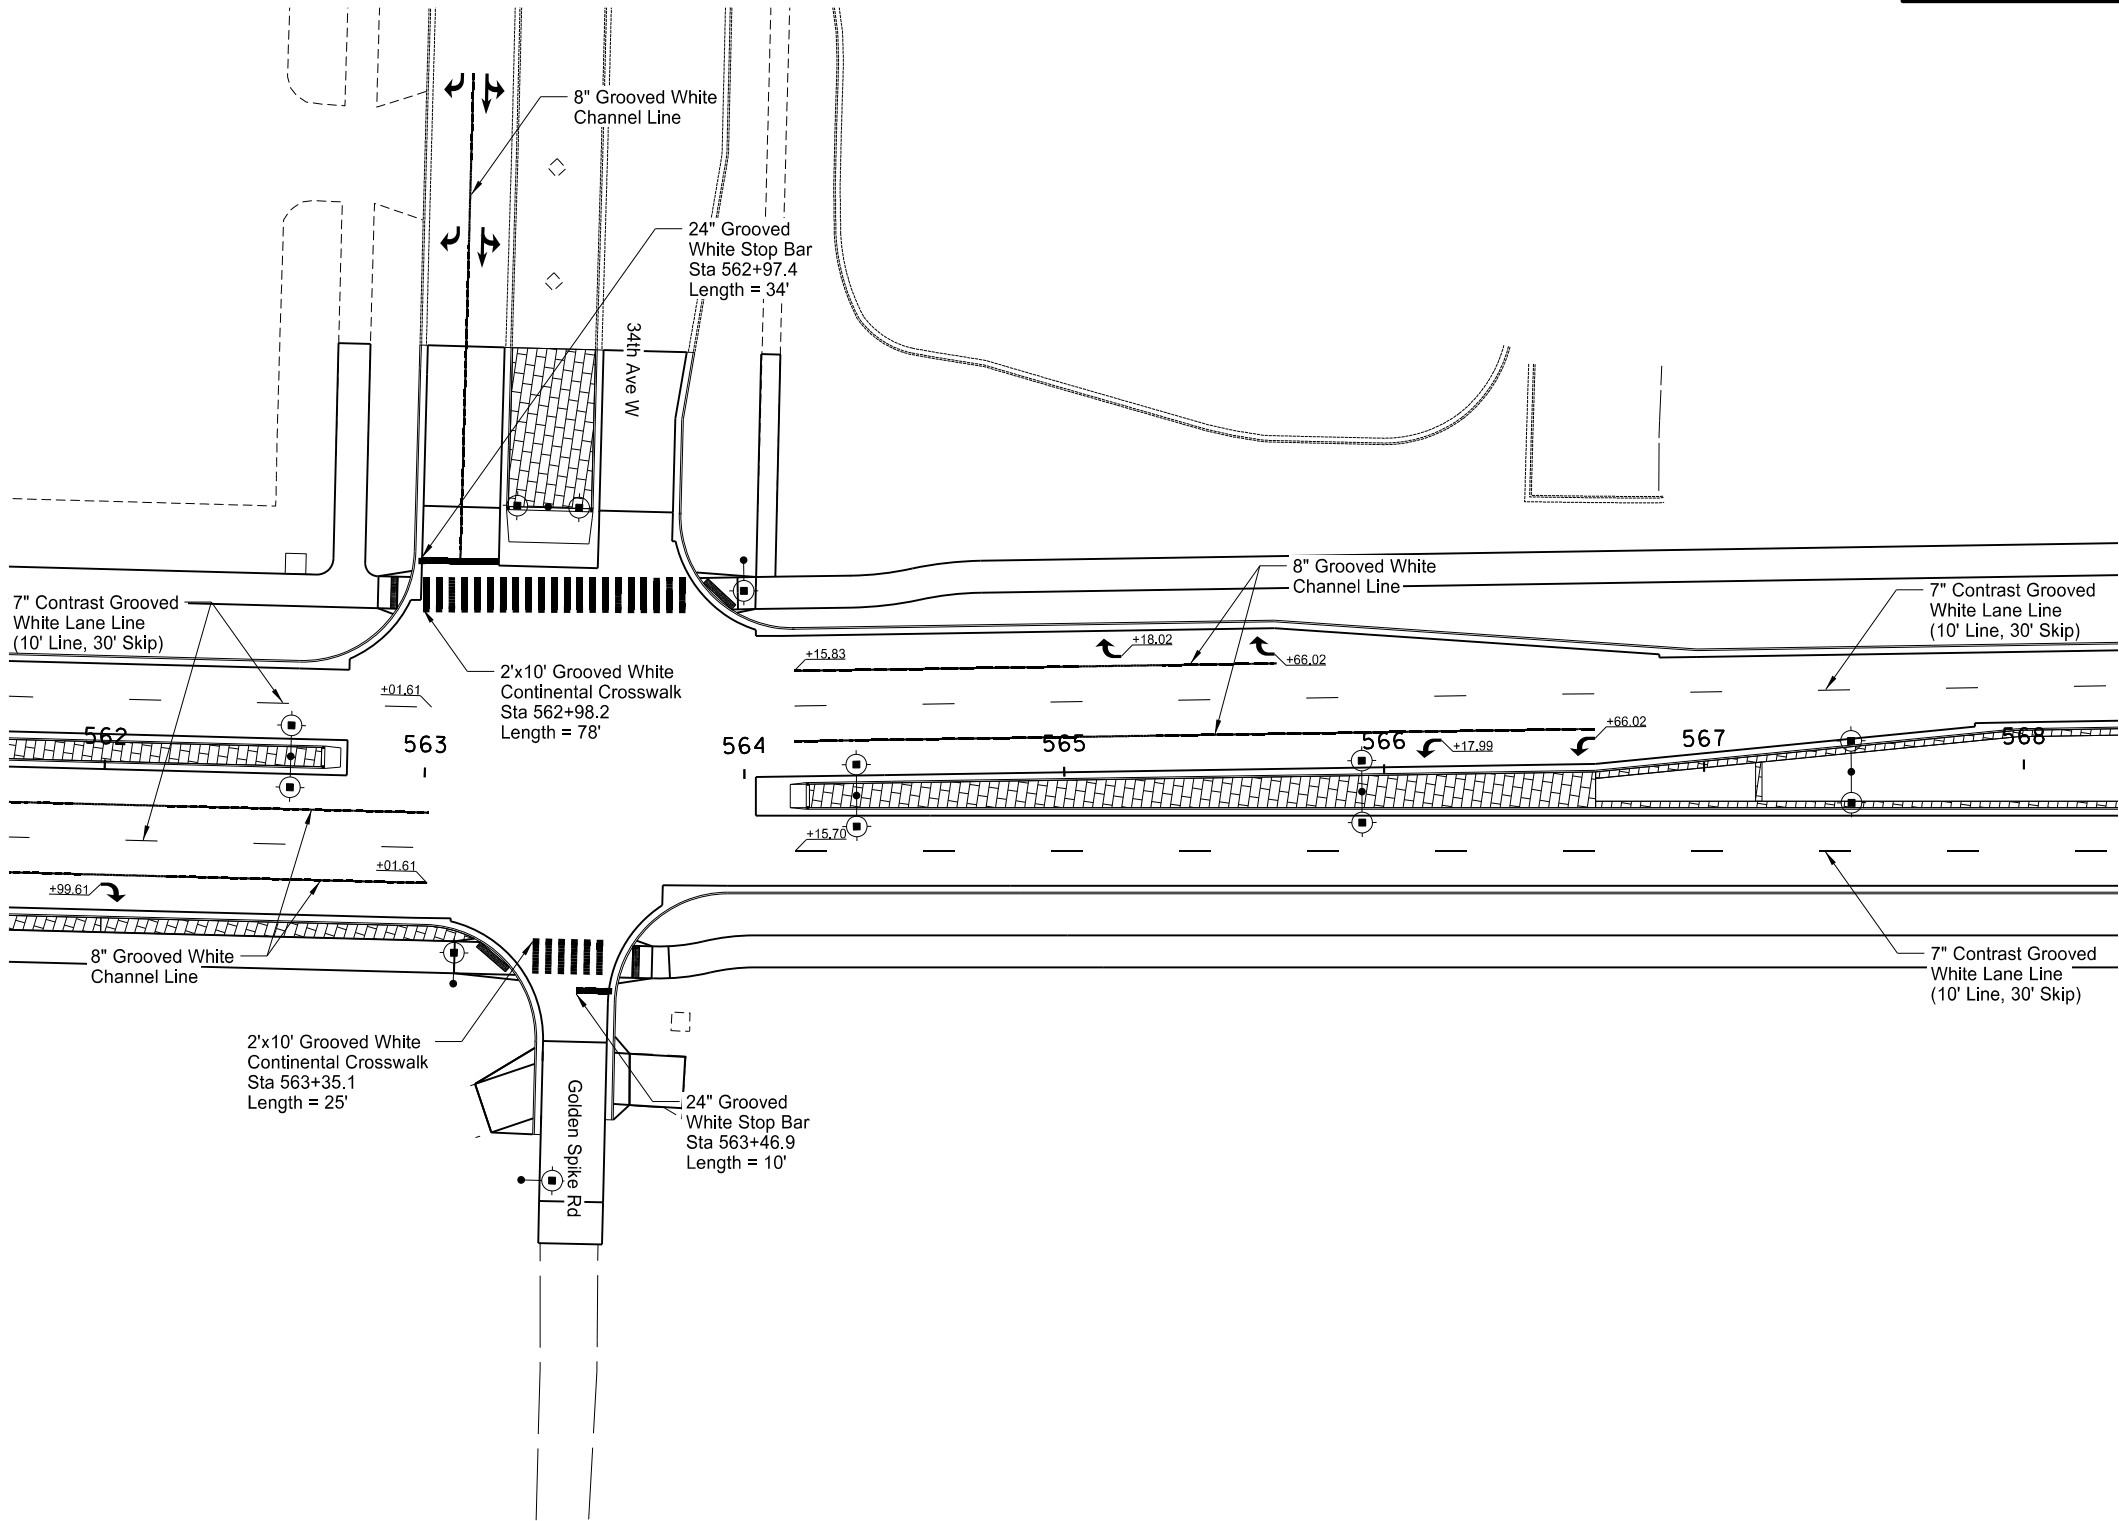 8" Grooved White
Channel Line
24" Grooved
White Stop Bar
Sta 562+97.4
Length = 34'
34th Ave W
8" Grooved White
Channel Line
7" Contrast Grooved
White Lane Line
(10' Line, 30' Skip)
7" Contrast Grooved
White Lane Line
(10' Line, 30' Skip)
+18.02
+15.83
+66.02
2'x10' Grooved White
Continental Crosswalk
Sta 562+98.2
Length = 78'
+01.61
+66.02
562
563
564
565
566
+17.99
567
568
+15.70
+01.61
+99.61
8" Grooved White
Channel Line
7" Contrast Grooved
White Lane Line
(10' Line, 30' Skip)
2'x10' Grooved White
Continental Crosswalk
Sta 563+35.1
Length = 25'
Golden Spike Rd
24" Grooved
White Stop Bar
Sta 563+46.9
Length = 10'